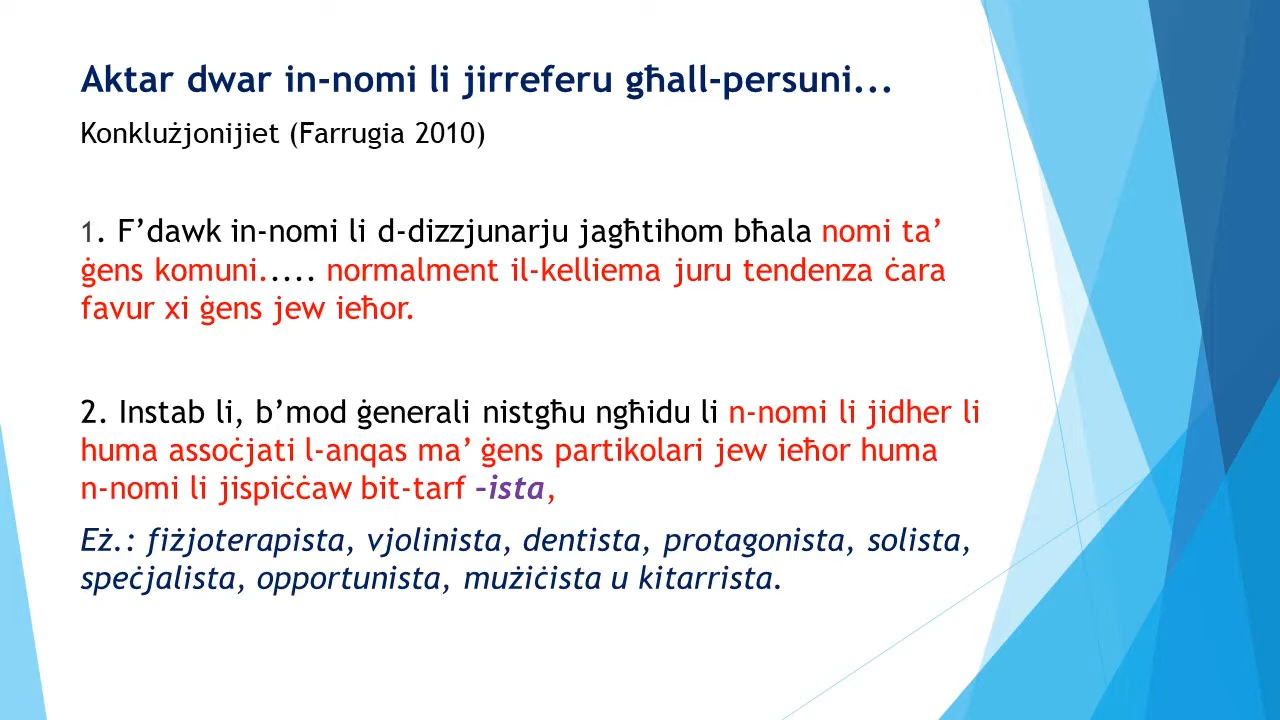 Aktar dwar in-nomi li jirreferu għall-persuni...
Konklużjonijiet (Farrugia 2010)
1. F’dawk in-nomi li d-dizzjunarju jagħtihom bħala nomi ta’
ġens komuni..... normalment il-kelliema juru tendenza ċara
favur xi ġens jew ieħor.
2. Instab li, b’mod ġenerali nistgħu ngħidu li n-nomi li jidher li
huma assoċjati l-anqas ma’ ġens partikolari jew ieħor huma
n-nomi li jispiċċaw bit-tarf –ista,
Eż.: fiżjoterapista, vjolinista, dentista, protagonista, solista,
speċjalista, opportunista, mużiċista u kitarrista.